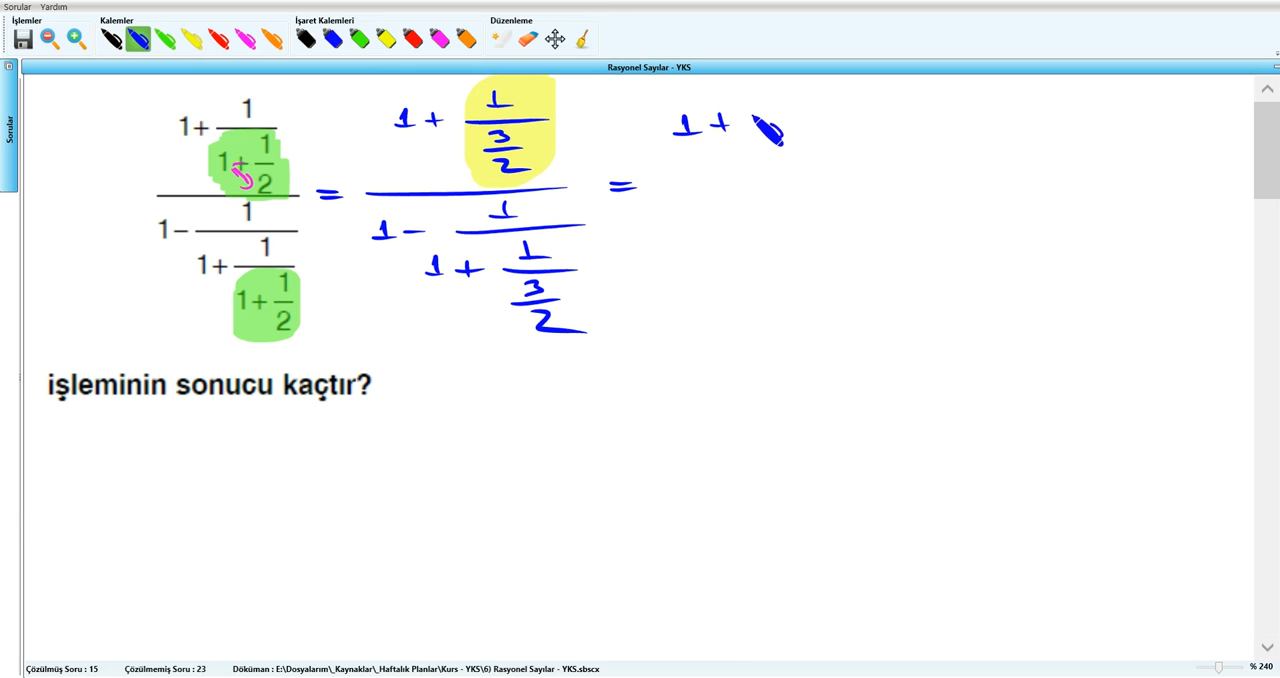 Sorular Yardım
İşlemler Kalemler İşaret Kalemleri Düzenleme
Rasyonel Sayılar - YKS
Sorular
1+ 1
1+ 1
2
1- 1
1+ 1
1+ 1
2
=
1 + 1
3
2
1 - 1
1 + 1
3
2
=
1 +
işleminin sonucu kaçtır?
Çözülmüş Soru : 15 Çözülmemiş Soru : 23 Döküman : E:\Dosyalarım\_Kaynaklar\_Haftalık Planlar\Kurs - YKS\6) Rasyonel Sayılar - YKS.sbscx % 240